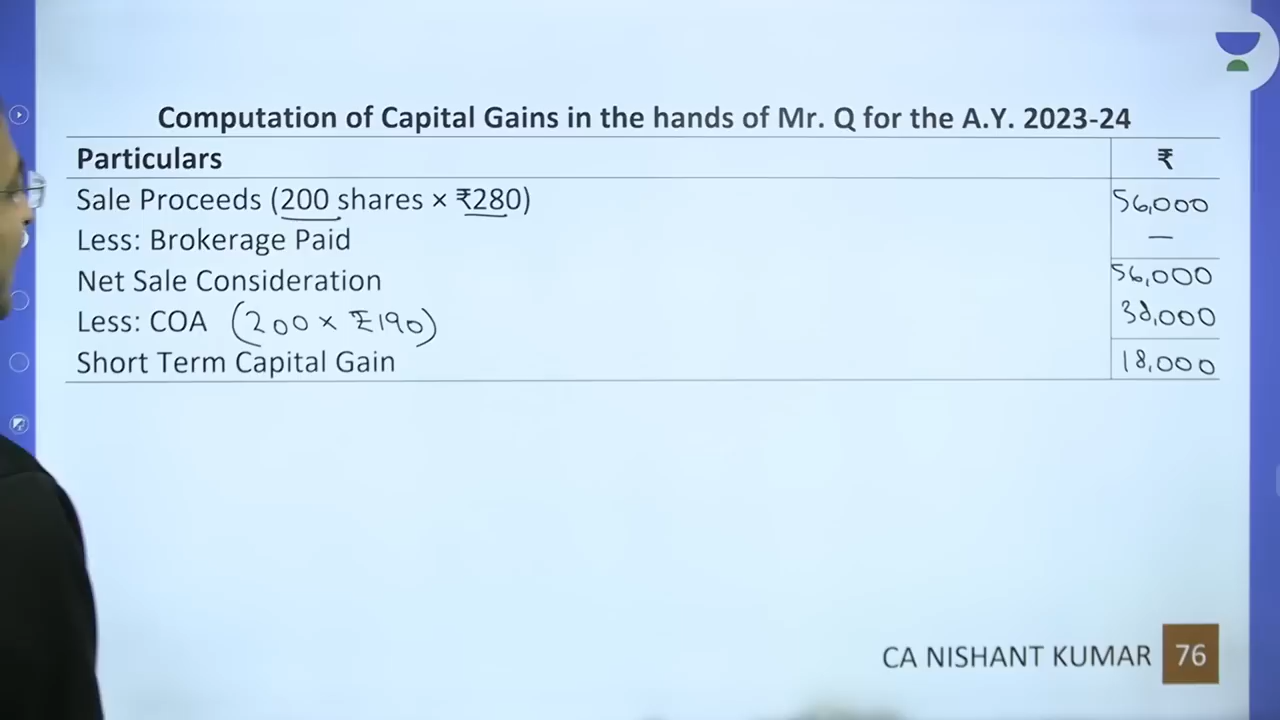 Computation of Capital Gains in the hands of Mr. Q for the A.Y. 2023-24
Particulars ₹
Sale Proceeds (200 shares × ₹280) 56,000
Less: Brokerage Paid —
Net Sale Consideration 56,000
Less: COA (200 × ₹190) 38,000
Short Term Capital Gain 18,000
CA NISHANT KUMAR 76